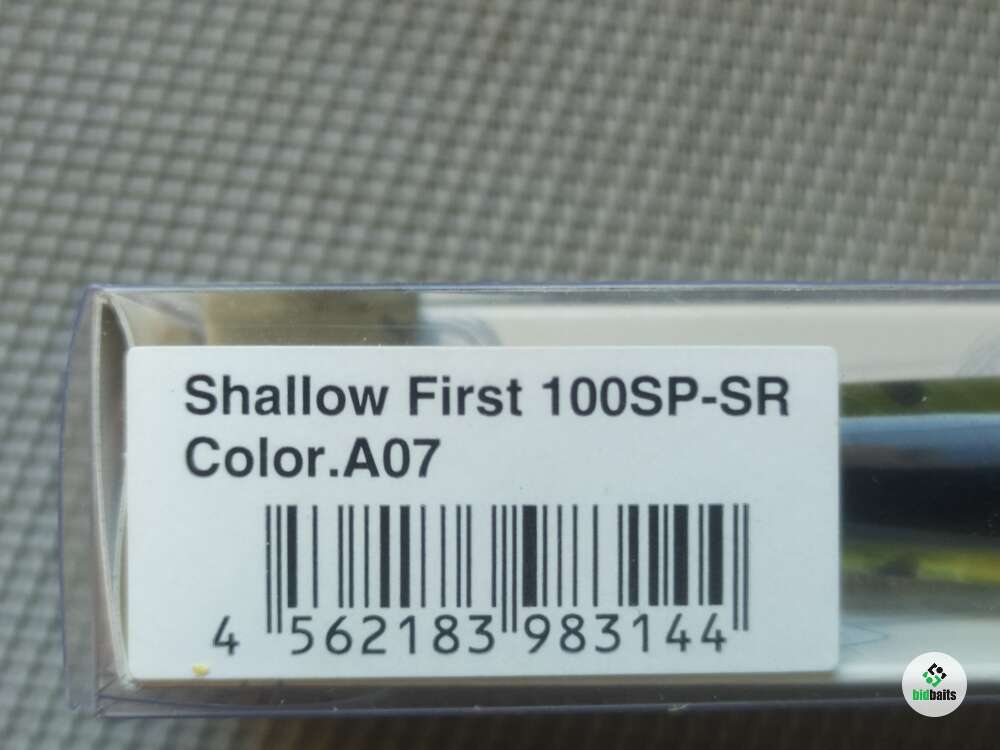 Shallow First 100SP-SR
Color.A07
4 562183 983144
bidbaits